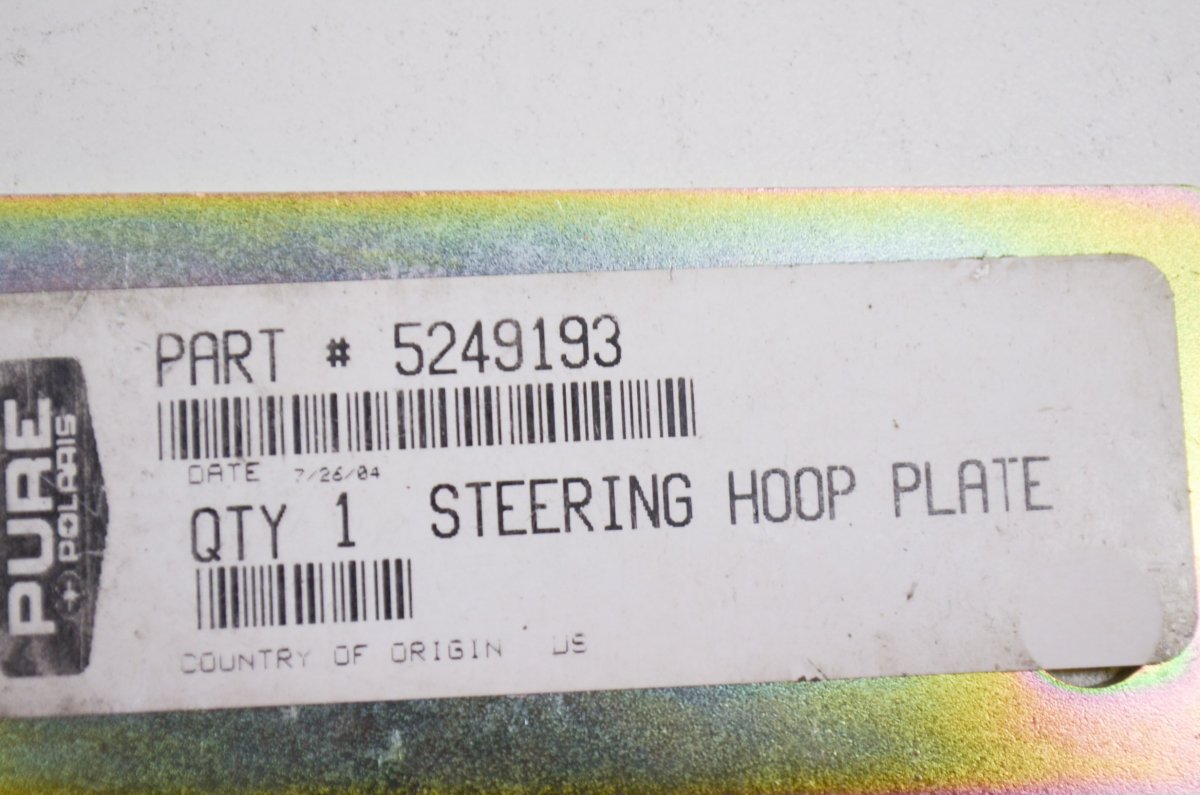 PURE
POLARIS
PART # 5249193
DATE 7/26/04
QTY 1 STEERING HOOP PLATE
COUNTRY OF ORIGIN US